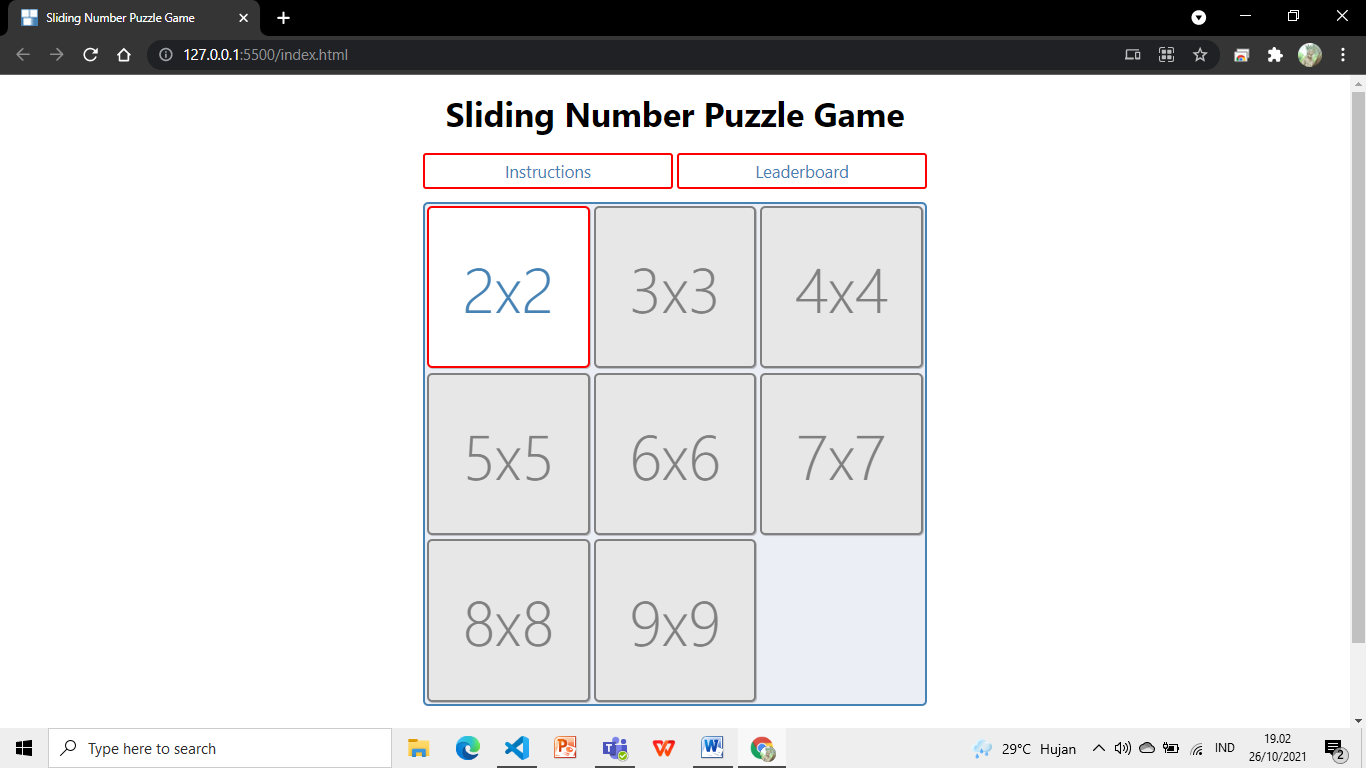 Sliding Number Puzzle Game
127.0.0.1:5500/index.html
Sliding Number Puzzle Game
Instructions Leaderboard
2x2 3x3 4x4
5x5 6x6 7x7
8x8 9x9
Type here to search
29°C Hujan
IND
19.02
26/10/2021
2